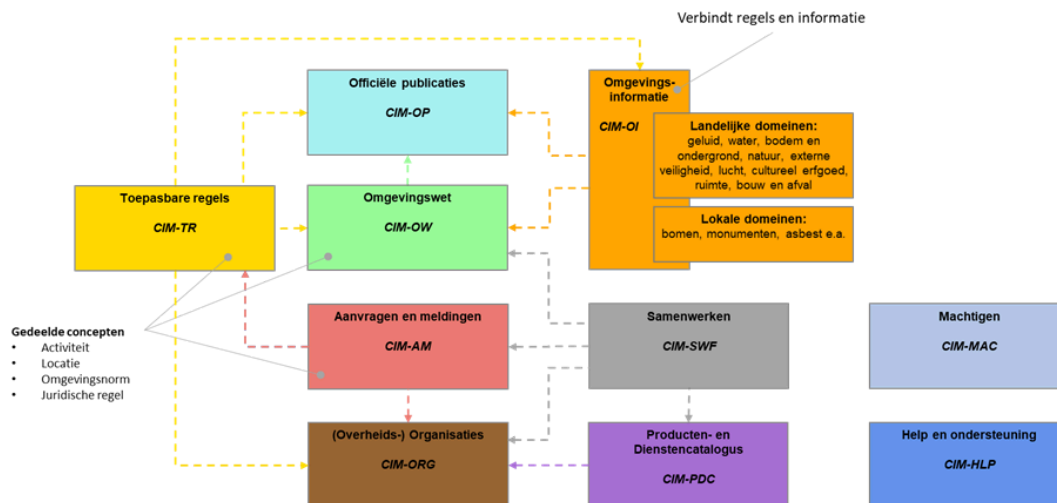 Verbindt regels en informatie
Officiële publicaties
CIM-OP
Omgevings-
informatie
CIM-OI
Landelijke domeinen:
geluid, water, bodem en
ondergrond, natuur, externe
veiligheid, lucht, cultureel erfgoed,
ruimte, bouw en afval
Lokale domeinen:
bomen, monumenten, asbest e.a.
Toepasbare regels
CIM-TR
Omgevingswet
CIM-OW
Gedeelde concepten
• Activiteit
• Locatie
• Omgevingsnorm
• Juridische regel
Aanvragen en meldingen
CIM-AM
Samenwerken
CIM-SWF
Machtigen
CIM-MAC
(Overheids-) Organisaties
CIM-ORG
Producten- en
Dienstencatalogus
CIM-PDC
Help en ondersteuning
CIM-HLP